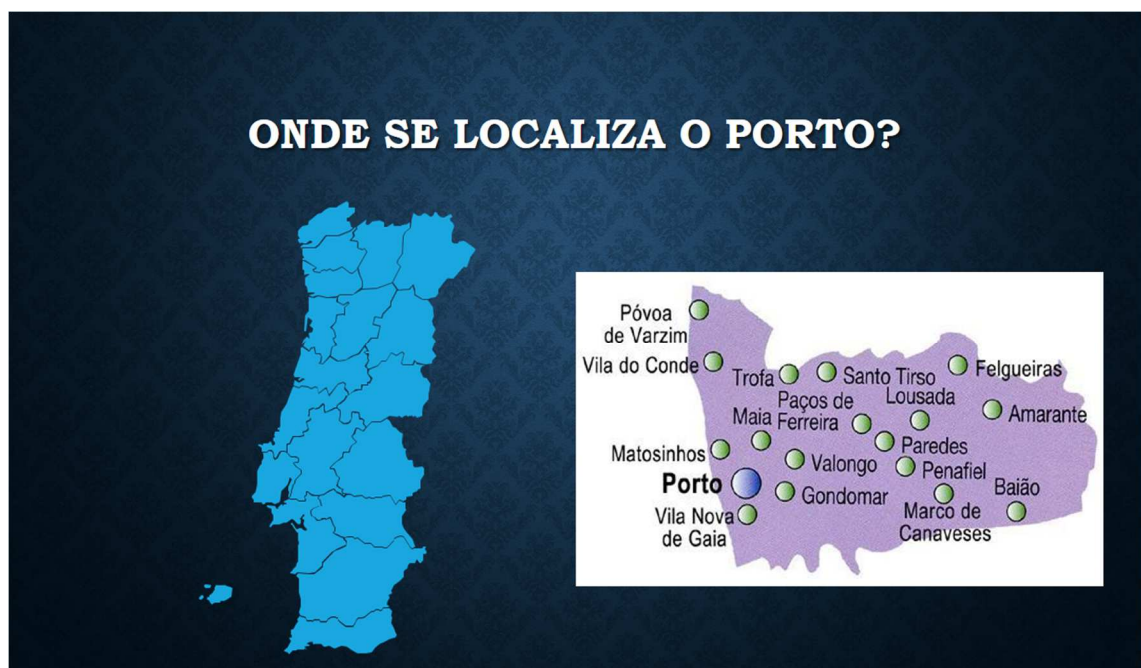 ONDE SE LOCALIZA O PORTO?
Póvoa
de Varzim
Vila do Conde
Trofa
Santo Tirso
Felgueiras
Paços de
Ferreira
Lousada
Amarante
Maia
Matosinhos
Paredes
Valongo
Penafiel
Porto
Gondomar
Baião
Vila Nova
de Gaia
Marco de
Canaveses